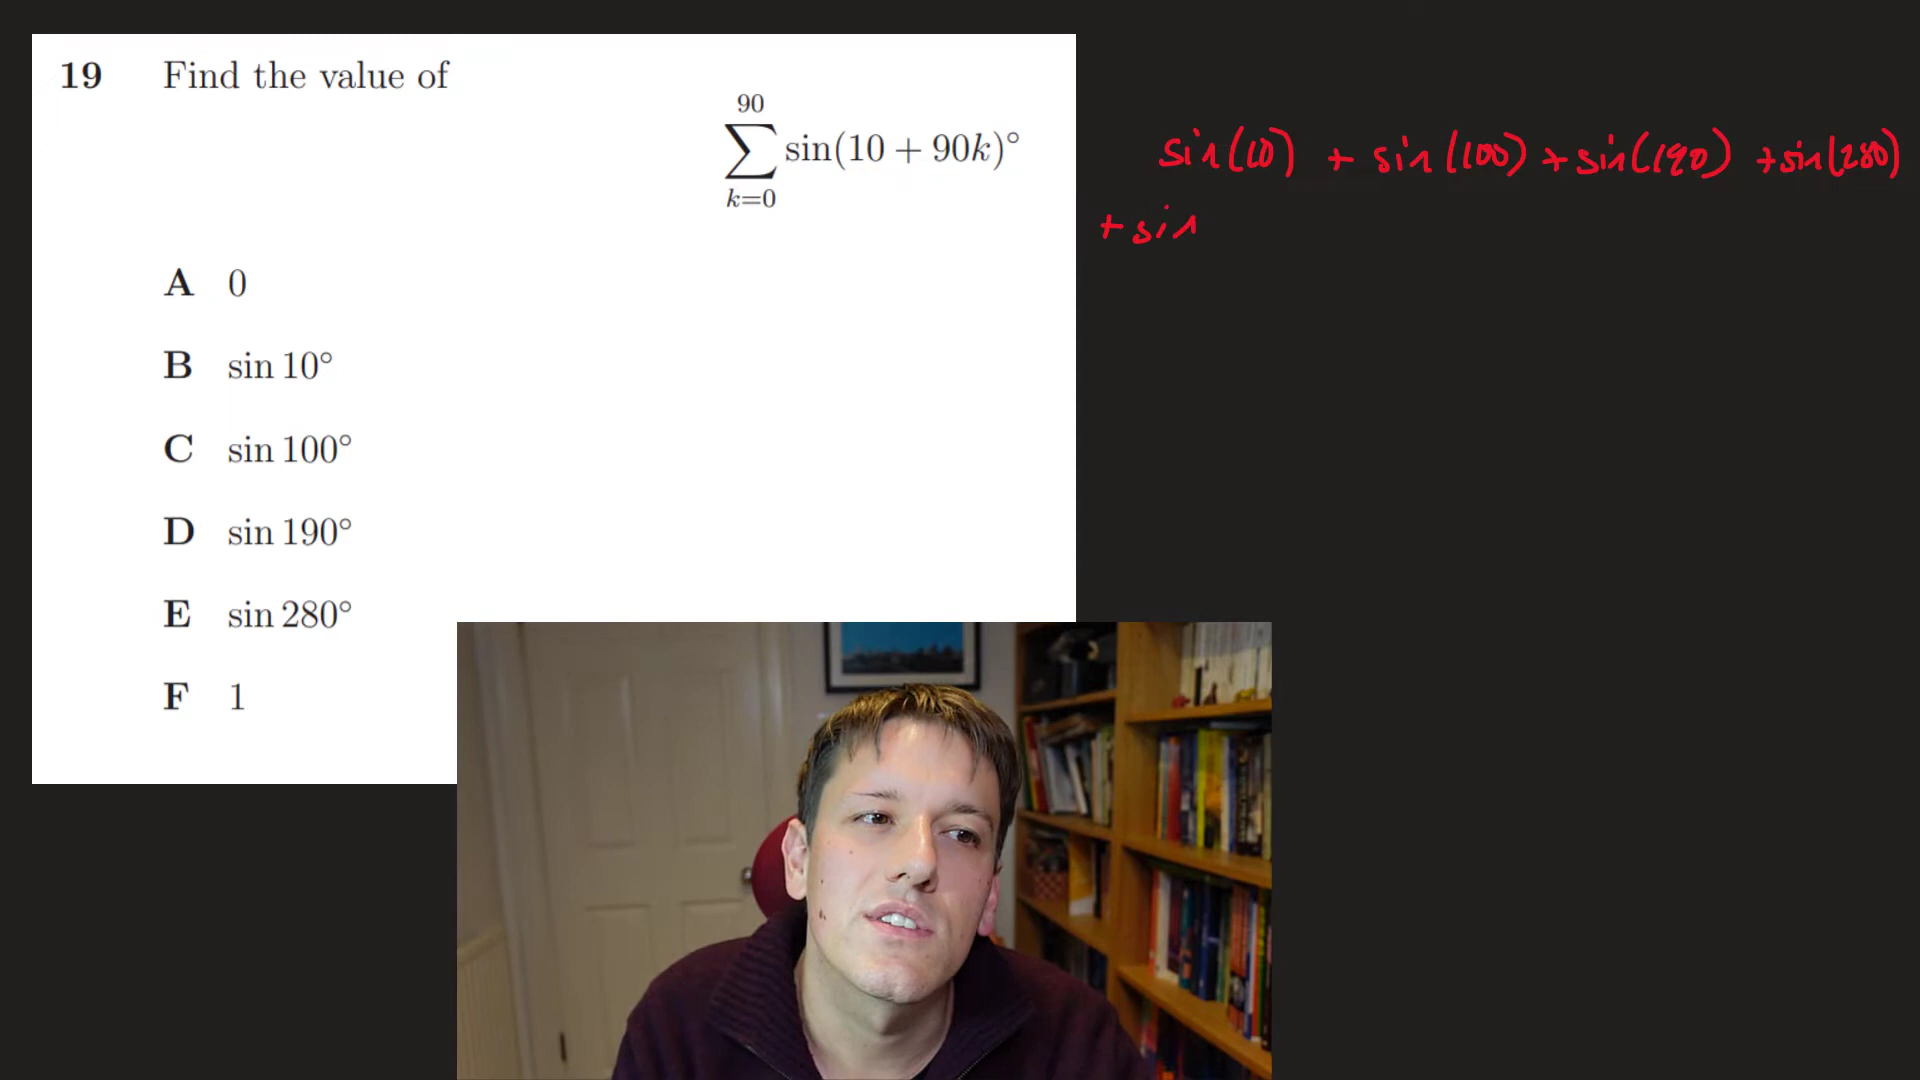 19 Find the value of
90
∑ sin(10 + 90k)°
k=0
A 0
B sin 10°
C sin 100°
D sin 190°
E sin 280°
F 1
sin(10) + sin(100) + sin(190) + sin(280)
+ sin